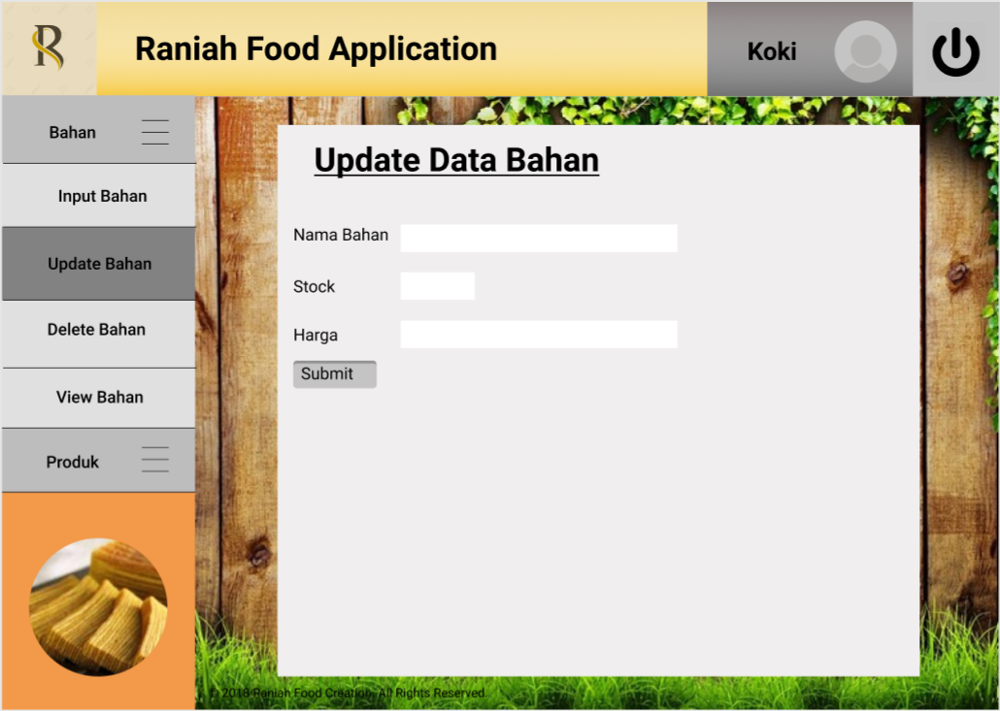 R
Raniah Food Application
Koki
Bahan
Input Bahan
Update Bahan
Delete Bahan
View Bahan
Produk
Update Data Bahan
Nama Bahan
Stock
Harga
Submit
© 2018 Raniah Food Creation. All Rights Reserved.